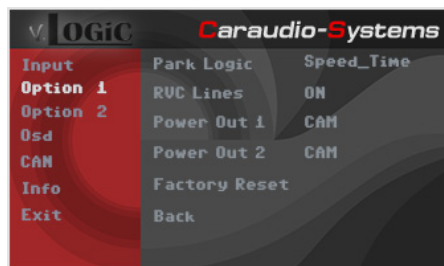 v.LOGiC Caraudio-Systems
Input Park Logic Speed_Time
Option 1 RVC Lines ON
Option 2 Power Out 1 CAM
Osd
CAN Power Out 2 CAM
Info Factory Reset
Exit Back